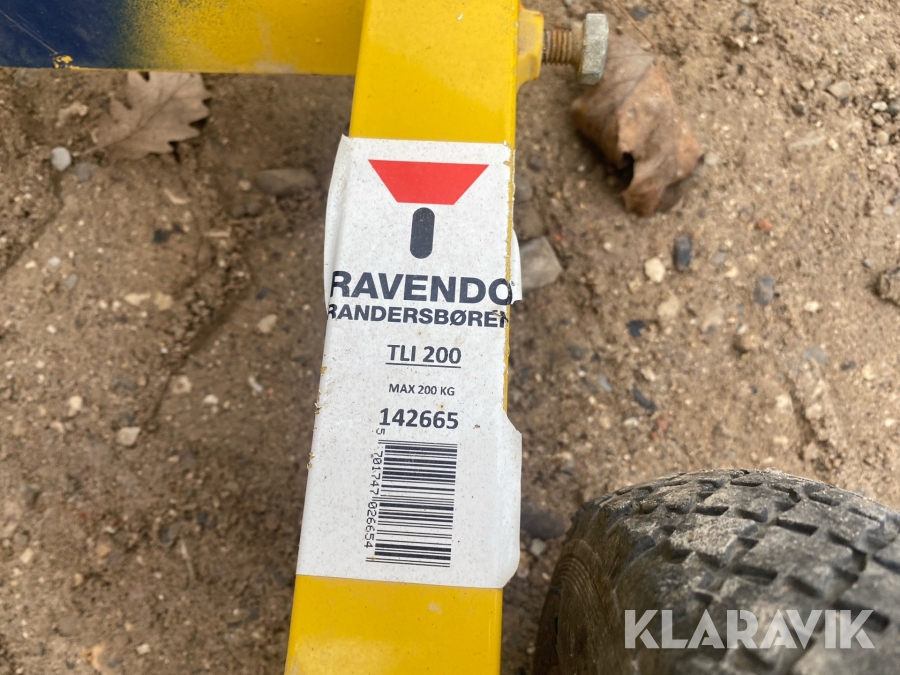 RAVENDO
RANDERSBØREN
TLI 200
MAX 200 KG
142665
5 701747 026654
KLARAVIK